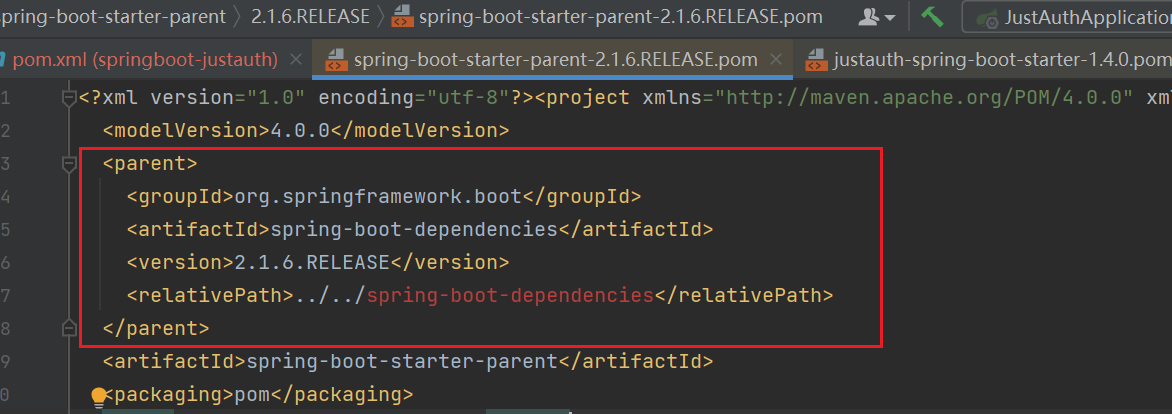 spring-boot-starter-parent 2.1.6.RELEASE spring-boot-starter-parent-2.1.6.RELEASE.pom JustAuthApplication
pom.xml (springboot-justauth) spring-boot-starter-parent-2.1.6.RELEASE.pom justauth-spring-boot-starter-1.4.0.pom
1 <?xml version="1.0" encoding="utf-8"?><project xmlns="http://maven.apache.org/POM/4.0.0" xm
2 <modelVersion>4.0.0</modelVersion>
3 <parent>
4 <groupId>org.springframework.boot</groupId>
5 <artifactId>spring-boot-dependencies</artifactId>
6 <version>2.1.6.RELEASE</version>
7 <relativePath>../../spring-boot-dependencies</relativePath>
8 </parent>
9 <artifactId>spring-boot-starter-parent</artifactId>
0 <packaging>pom</packaging>